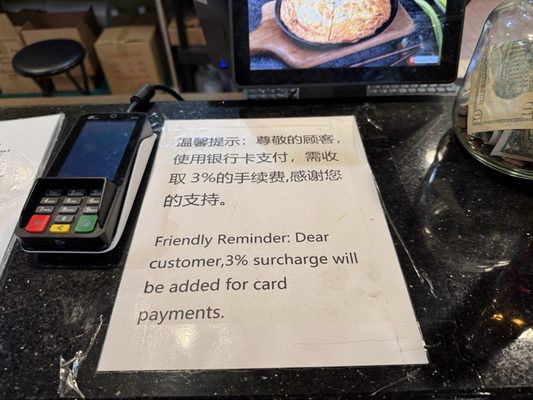 温馨提示：尊敬的顾客，
使用银行卡支付，需收
取 3%的手续费,感谢您
的支持。
Friendly Reminder: Dear
customer,3% surcharge will
be added for card
payments.